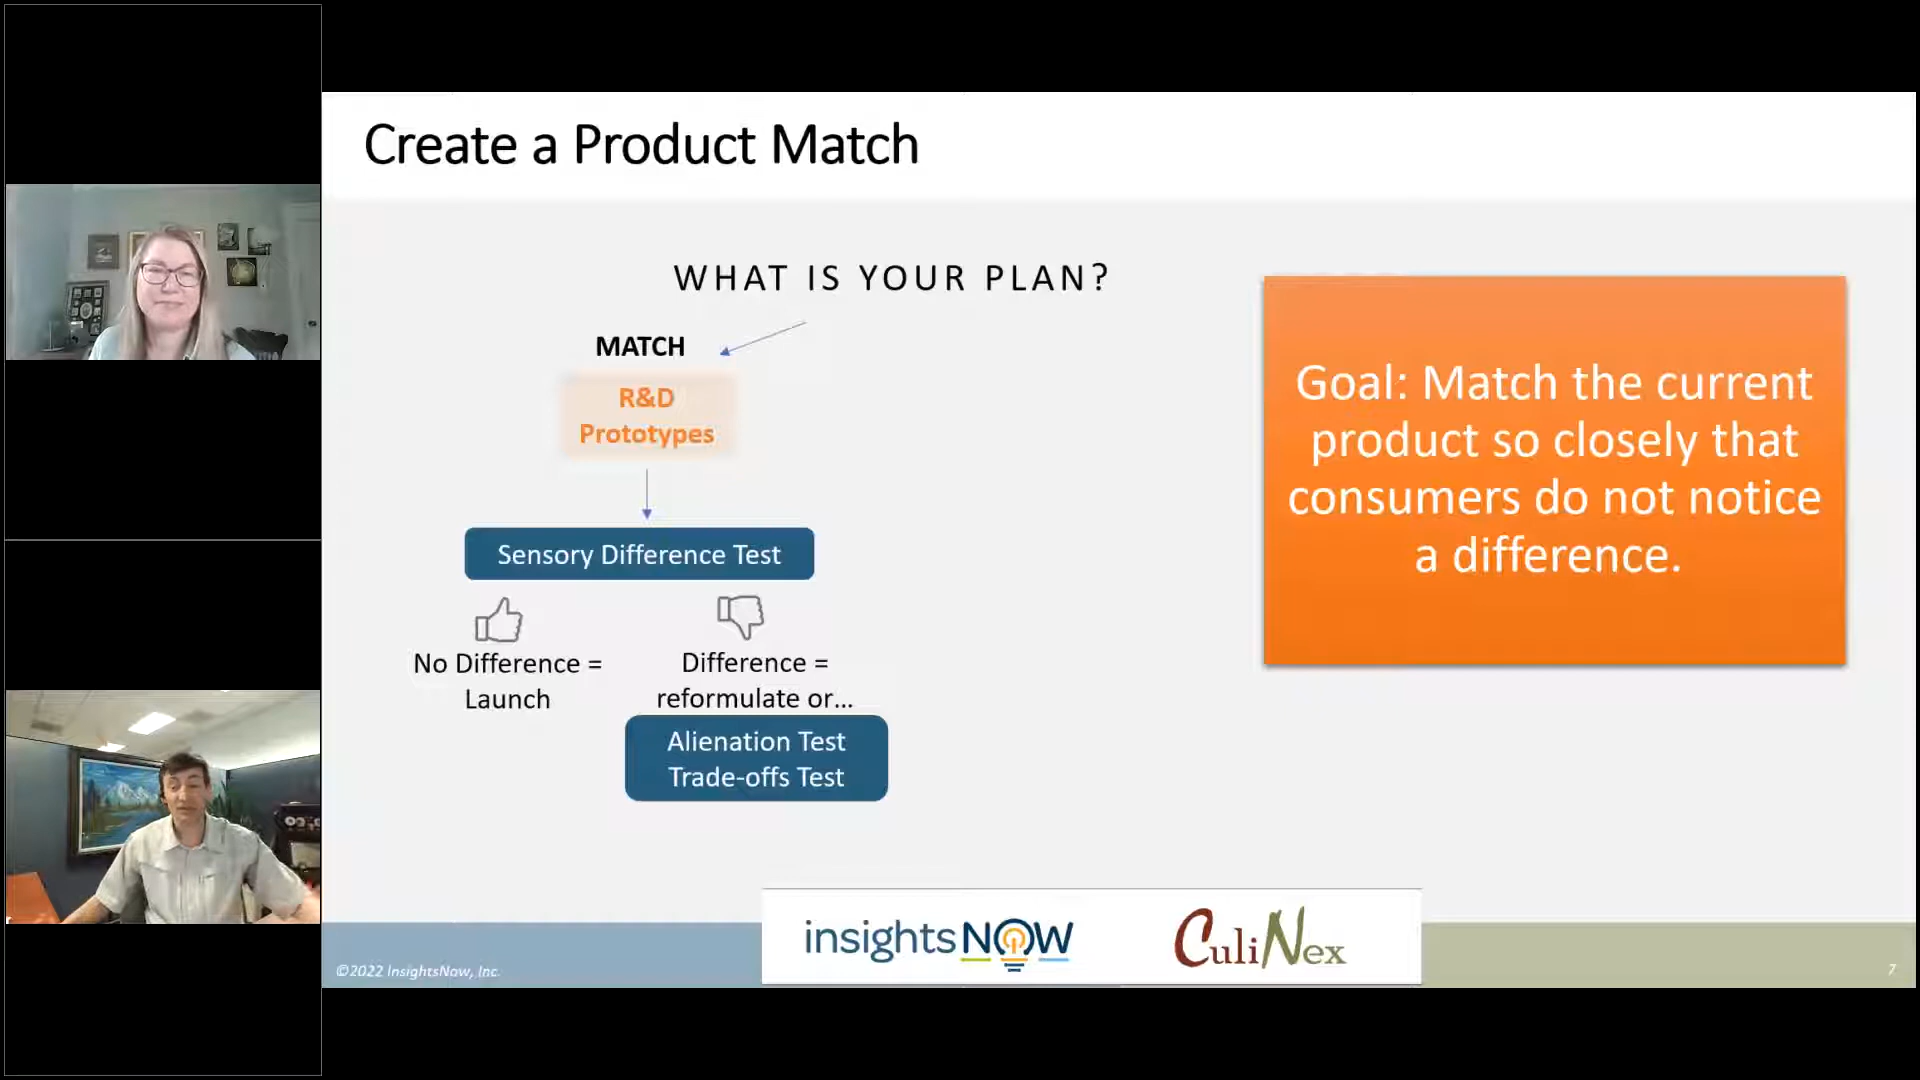 Create a Product Match
WHAT IS YOUR PLAN?
MATCH
R&D
Prototypes
Sensory Difference Test
No Difference =
Launch
Difference =
reformulate or...
Alienation Test
Trade-offs Test
Goal: Match the current
product so closely that
consumers do not notice
a difference.
©2022 InsightsNow, Inc.
insightsNOW
CuliNex
7